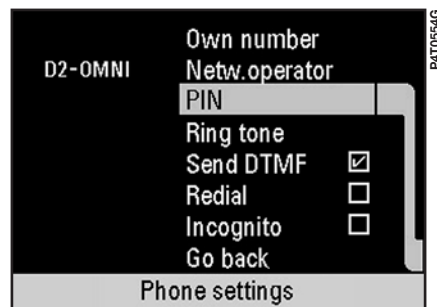 Own number
D2-OMNI Netw.operator
PIN
Ring tone
Send DTMF
Redial
Incognito
Go back
Phone settings
P4T0554G